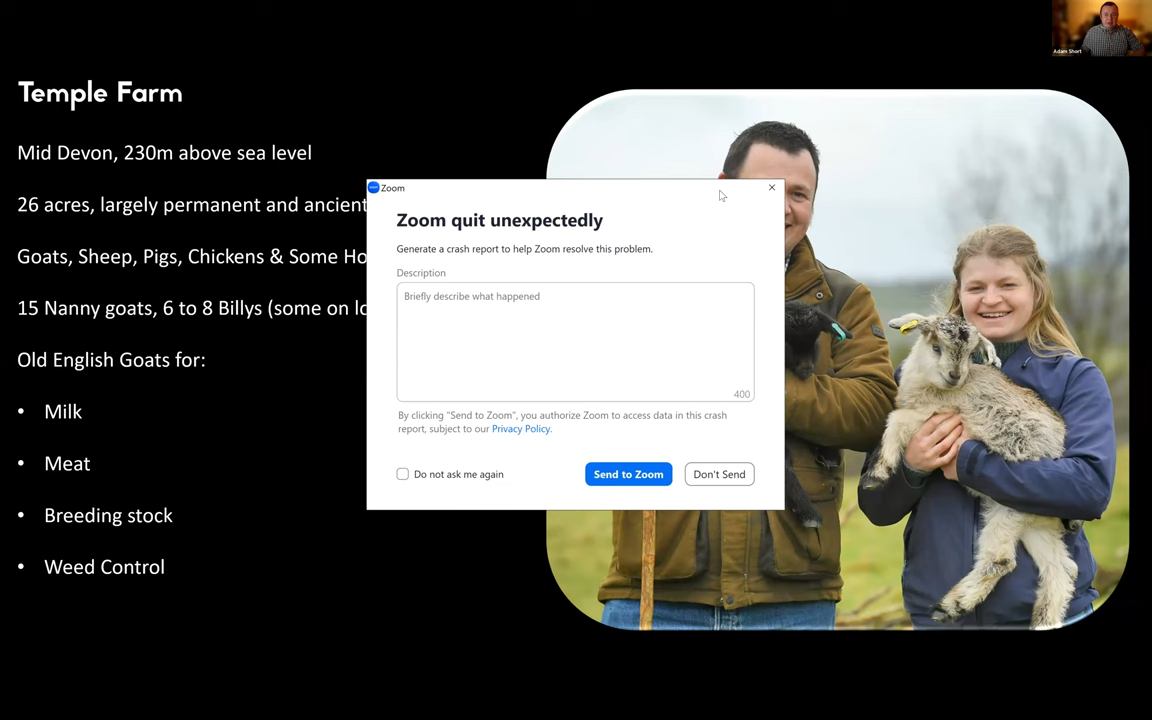 Adam Short
Temple Farm
Mid Devon, 230m above sea level
26 acres, largely permanent and ancient
Goats, Sheep, Pigs, Chickens & Some
15 Nanny goats, 6 to 8 Billys (some on
Old English Goats for:
• Milk
• Meat
• Breeding stock
• Weed Control
zoom Zoom
Zoom quit unexpectedly
Generate a crash report to help Zoom resolve this problem.
Description
Briefly describe what happened
400
By clicking "Send to Zoom", you authorize Zoom to access data in this crash
report, subject to our Privacy Policy.
Do not ask me again
Send to Zoom
Don't Send